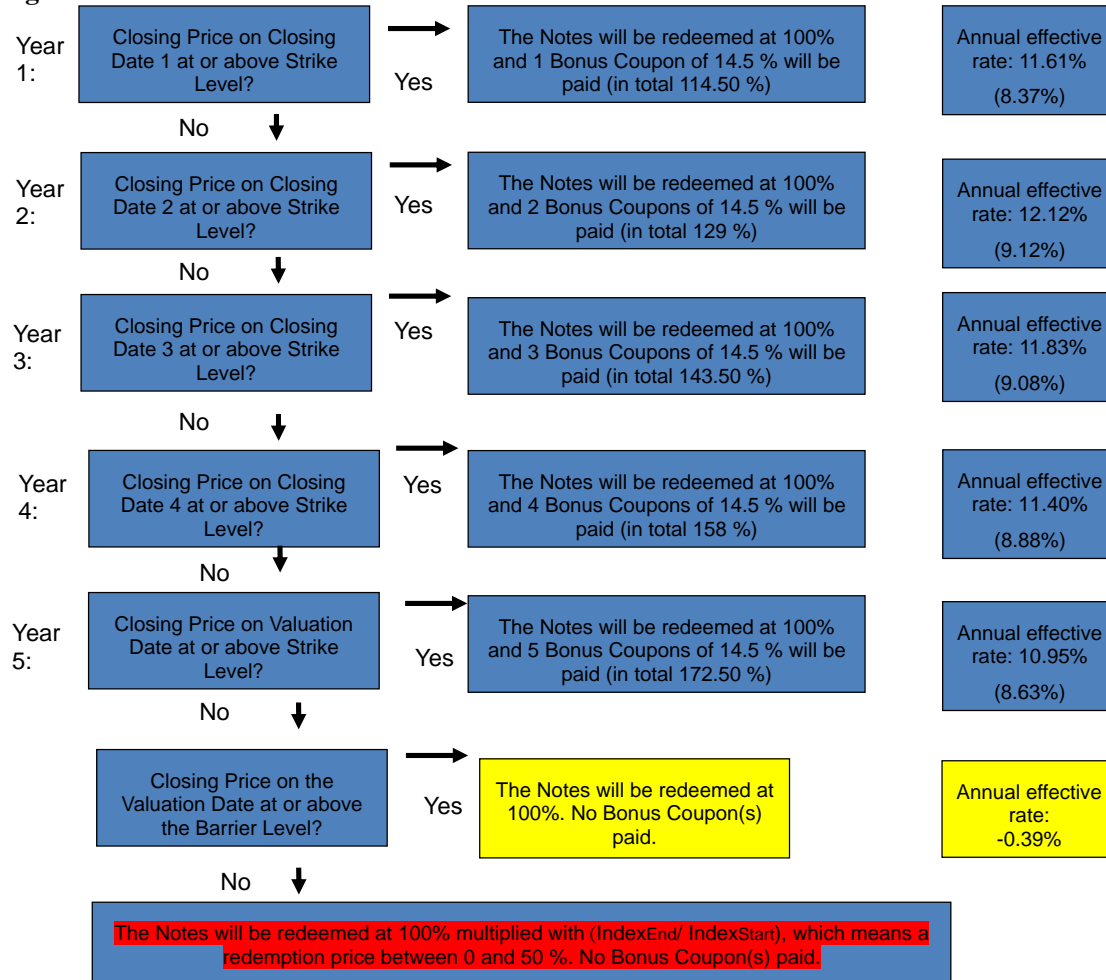 g
Year
1:
Closing Price on Closing
Date 1 at or above Strike
Level?
Yes
The Notes will be redeemed at 100%
and 1 Bonus Coupon of 14.5 % will be
paid (in total 114.50 %)
Annual effective
rate: 11.61%
(8.37%)
No
Year
2:
Closing Price on Closing
Date 2 at or above Strike
Level?
Yes
The Notes will be redeemed at 100%
and 2 Bonus Coupons of 14.5 % will be
paid (in total 129 %)
Annual effective
rate: 12.12%
(9.12%)
No
Year
3:
Closing Price on Closing
Date 3 at or above Strike
Level?
Yes
The Notes will be redeemed at 100%
and 3 Bonus Coupons of 14.5 % will be
paid (in total 143.50 %)
Annual effective
rate: 11.83%
(9.08%)
No
Year
4:
Closing Price on Closing
Date 4 at or above Strike
Level?
Yes
The Notes will be redeemed at 100%
and 4 Bonus Coupons of 14.5 % will be
paid (in total 158 %)
Annual effective
rate: 11.40%
(8.88%)
No
Year
5:
Closing Price on Valuation
Date at or above Strike
Level?
Yes
The Notes will be redeemed at 100%
and 5 Bonus Coupons of 14.5 % will be
paid (in total 172.50 %)
Annual effective
rate: 10.95%
(8.63%)
No
Closing Price on the
Valuation Date at or above
the Barrier Level?
Yes
The Notes will be redeemed at
100%. No Bonus Coupon(s)
paid.
Annual effective
rate:
-0.39%
No
The Notes will be redeemed at 100% multiplied with (IndexEnd/ IndexStart), which means a
redemption price between 0 and 50 %. No Bonus Coupon(s) paid.